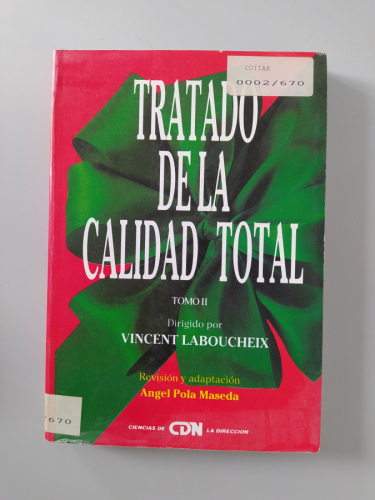 COIIAR
0002/670
TRATADO
DE LA
CALIDAD TOTAL
TOMO II
Dirigido por
VINCENT LABOUCHEIX
Revisión y adaptación
Angel Pola Maseda
/670
CIENCIAS DE CDN LA DIRECCION